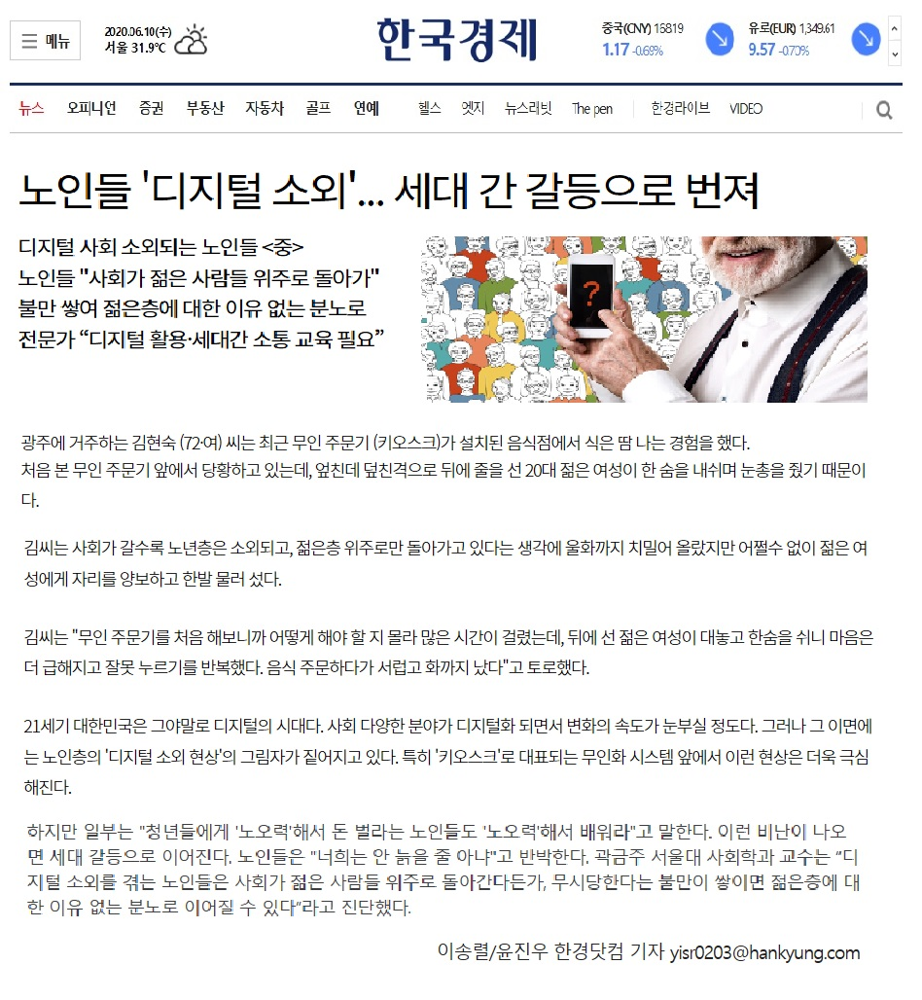 메뉴
2020.06.10(수)
서울 31.9℃
한국경제
중국(CNY) 16819
1.17 -0.69%
유로(EUR) 1,349.61
9.57 -0.70%
뉴스 오피니언 증권 부동산 자동차 골프 연예 헬스 엣지 뉴스래빗 The pen 한경라이브 VIDEO
노인들 '디지털 소외'... 세대 간 갈등으로 번져
디지털 사회 소외되는 노인들 <중>
노인들 "사회가 젊은 사람들 위주로 돌아가"
불만 쌓여 젊은층에 대한 이유 없는 분노로
전문가 “디지털 활용·세대간 소통 교육 필요”
?
광주에 거주하는 김현숙 (72·여) 씨는 최근 무인 주문기 (키오스크)가 설치된 음식점에서 식은 땀 나는 경험을 했다.
처음 본 무인 주문기 앞에서 당황하고 있는데, 엎친데 덮친격으로 뒤에 줄을 선 20대 젊은 여성이 한 숨을 내쉬며 눈총을 줬기 때문이
다.
김씨는 사회가 갈수록 노년층은 소외되고, 젊은층 위주로만 돌아가고 있다는 생각에 울화까지 치밀어 올랐지만 어쩔수 없이 젊은 여
성에게 자리를 양보하고 한발 물러 섰다.
김씨는 "무인 주문기를 처음 해보니까 어떻게 해야 할 지 몰라 많은 시간이 걸렸는데, 뒤에 선 젊은 여성이 대놓고 한숨을 쉬니 마음은
더 급해지고 잘못 누르기를 반복했다. 음식 주문하다가 서럽고 화까지 났다"고 토로했다.
21세기 대한민국은 그야말로 디지털의 시대다. 사회 다양한 분야가 디지털화 되면서 변화의 속도가 눈부실 정도다. 그러나 그 이면에
는 노인층의 '디지털 소외 현상'의 그림자가 짙어지고 있다. 특히 '키오스크'로 대표되는 무인화 시스템 앞에서 이런 현상은 더욱 극심
해진다.
하지만 일부는 "청년들에게 '노오력'해서 돈 벌라는 노인들도 '노오력'해서 배워라"고 말한다. 이런 비난이 나오
면 세대 갈등으로 이어진다. 노인들은 "너희는 안 늙을 줄 아냐"고 반박한다. 곽금주 서울대 사회학과 교수는 “디
지털 소외를 겪는 노인들은 사회가 젊은 사람들 위주로 돌아간다든가, 무시당한다는 불만이 쌓이면 젊은층에 대
한 이유 없는 분노로 이어질 수 있다”라고 진단했다.
이송렬/윤진우 한경닷컴 기자 yisr0203@hankyung.com